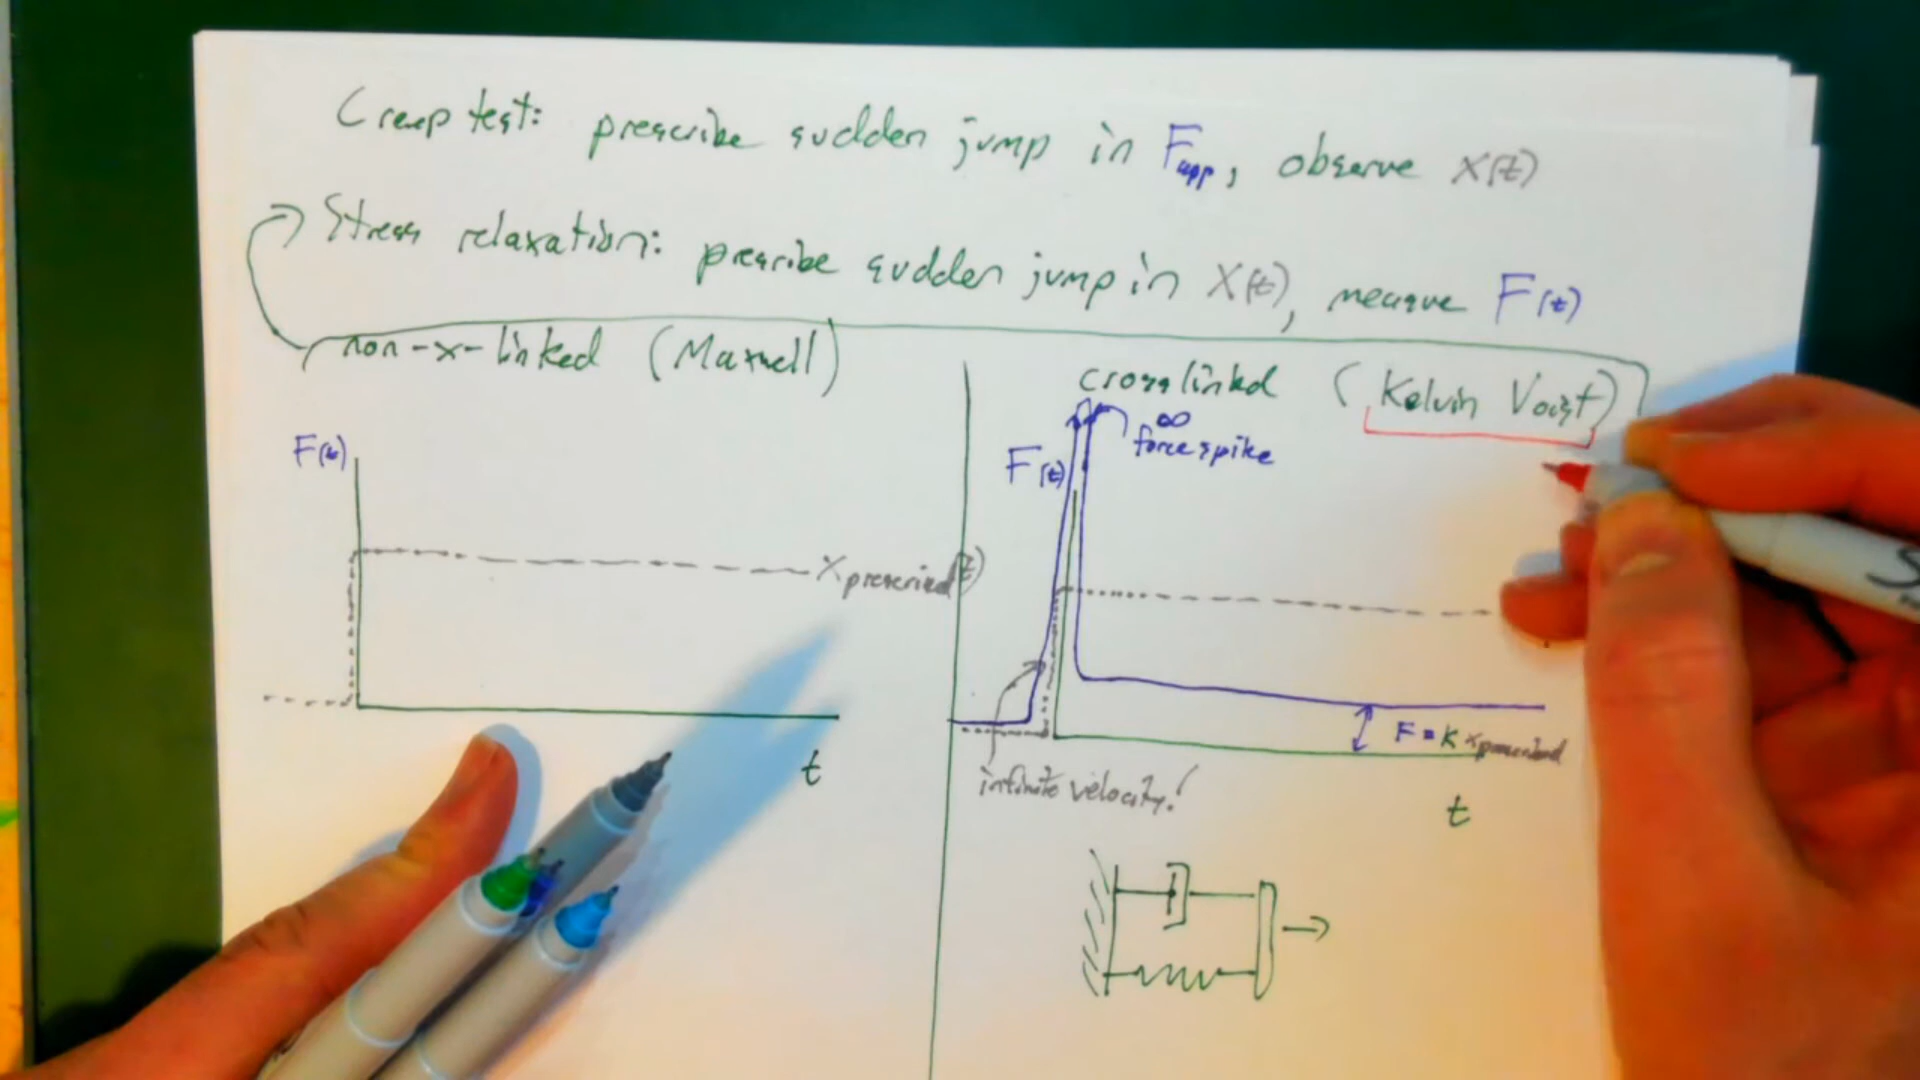 Creep test: prescribe sudden jump in Fapp, observe X(t)
Stress relaxation: prescribe sudden jump in X(t), measure F(t)
non-x-linked (Maxwell)
crosslinked (Kelvin Voigt)
∞
force spike
F(t)
F(t)
X prescribed(t)
F = K Xprescribed
t
infinite velocity!
t
S